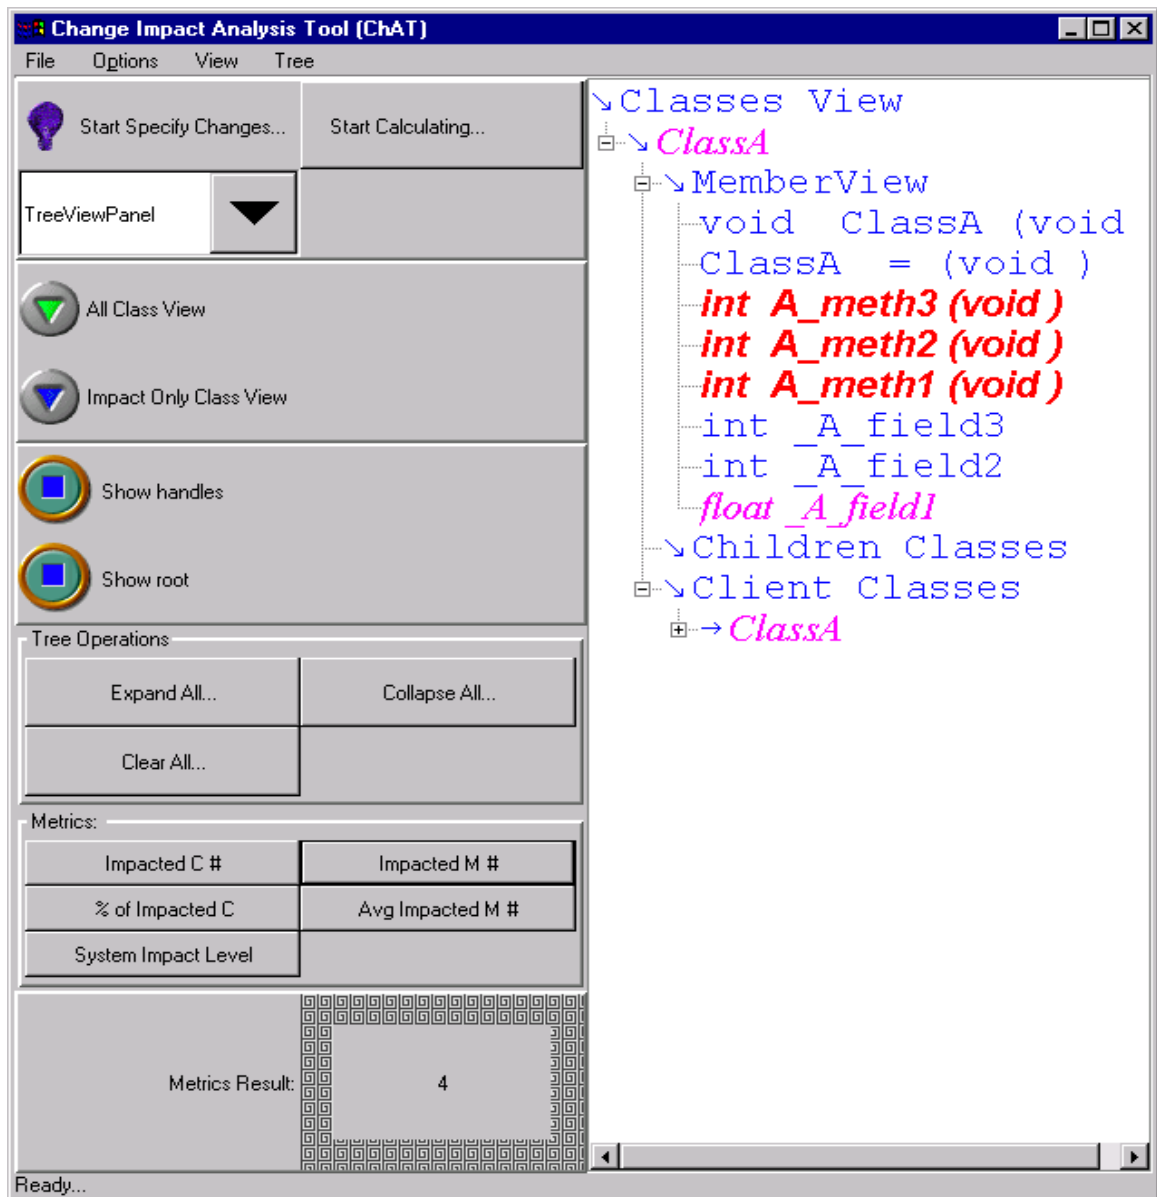 Change Impact Analysis Tool (ChAT)
File Options View Tree
Start Specify Changes...
Start Calculating...
TreeViewPanel
All Class View
Impact Only Class View
Show handles
Show root
Tree Operations
Expand All...
Collapse All...
Clear All...
Metrics:
Impacted C #
Impacted M #
% of Impacted C
Avg Impacted M #
System Impact Level
Metrics Result:
4
Classes View
ClassA
MemberView
void ClassA (void
ClassA = (void )
int A_meth3 (void )
int A_meth2 (void )
int A_meth1 (void )
int _A_field3
int _A_field2
float _A_field1
Children Classes
Client Classes
ClassA
Ready...